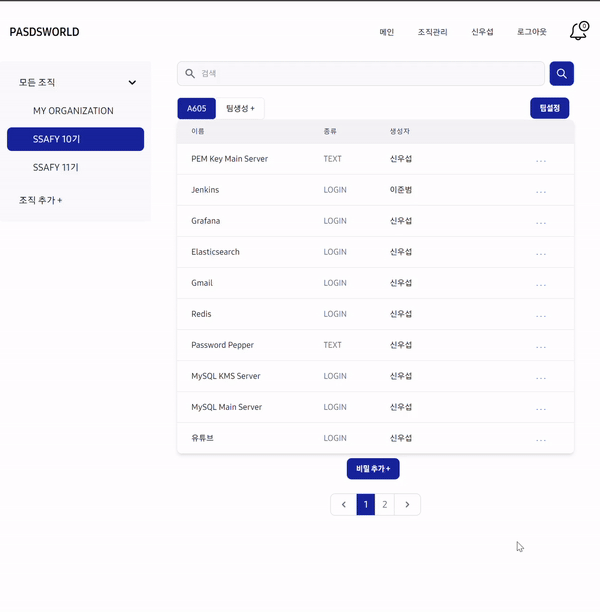 PASDSWORLD
메인 조직관리 신우섭 로그아웃 0
모든 조직
MY ORGANIZATION
SSAFY 10기
SSAFY 11기
조직 추가 +
검색
A605 팀생성 + 팀설정
이름 종류 생성자
PEM Key Main Server TEXT 신우섭 ...
Jenkins LOGIN 이준범 ...
Grafana LOGIN 신우섭 ...
Elasticsearch LOGIN 신우섭 ...
Gmail LOGIN 신우섭 ...
Redis LOGIN 신우섭 ...
Password Pepper TEXT 신우섭 ...
MySQL KMS Server LOGIN 신우섭 ...
MySQL Main Server LOGIN 신우섭 ...
유튜브 LOGIN 신우섭 ...
비밀 추가 +
1 2